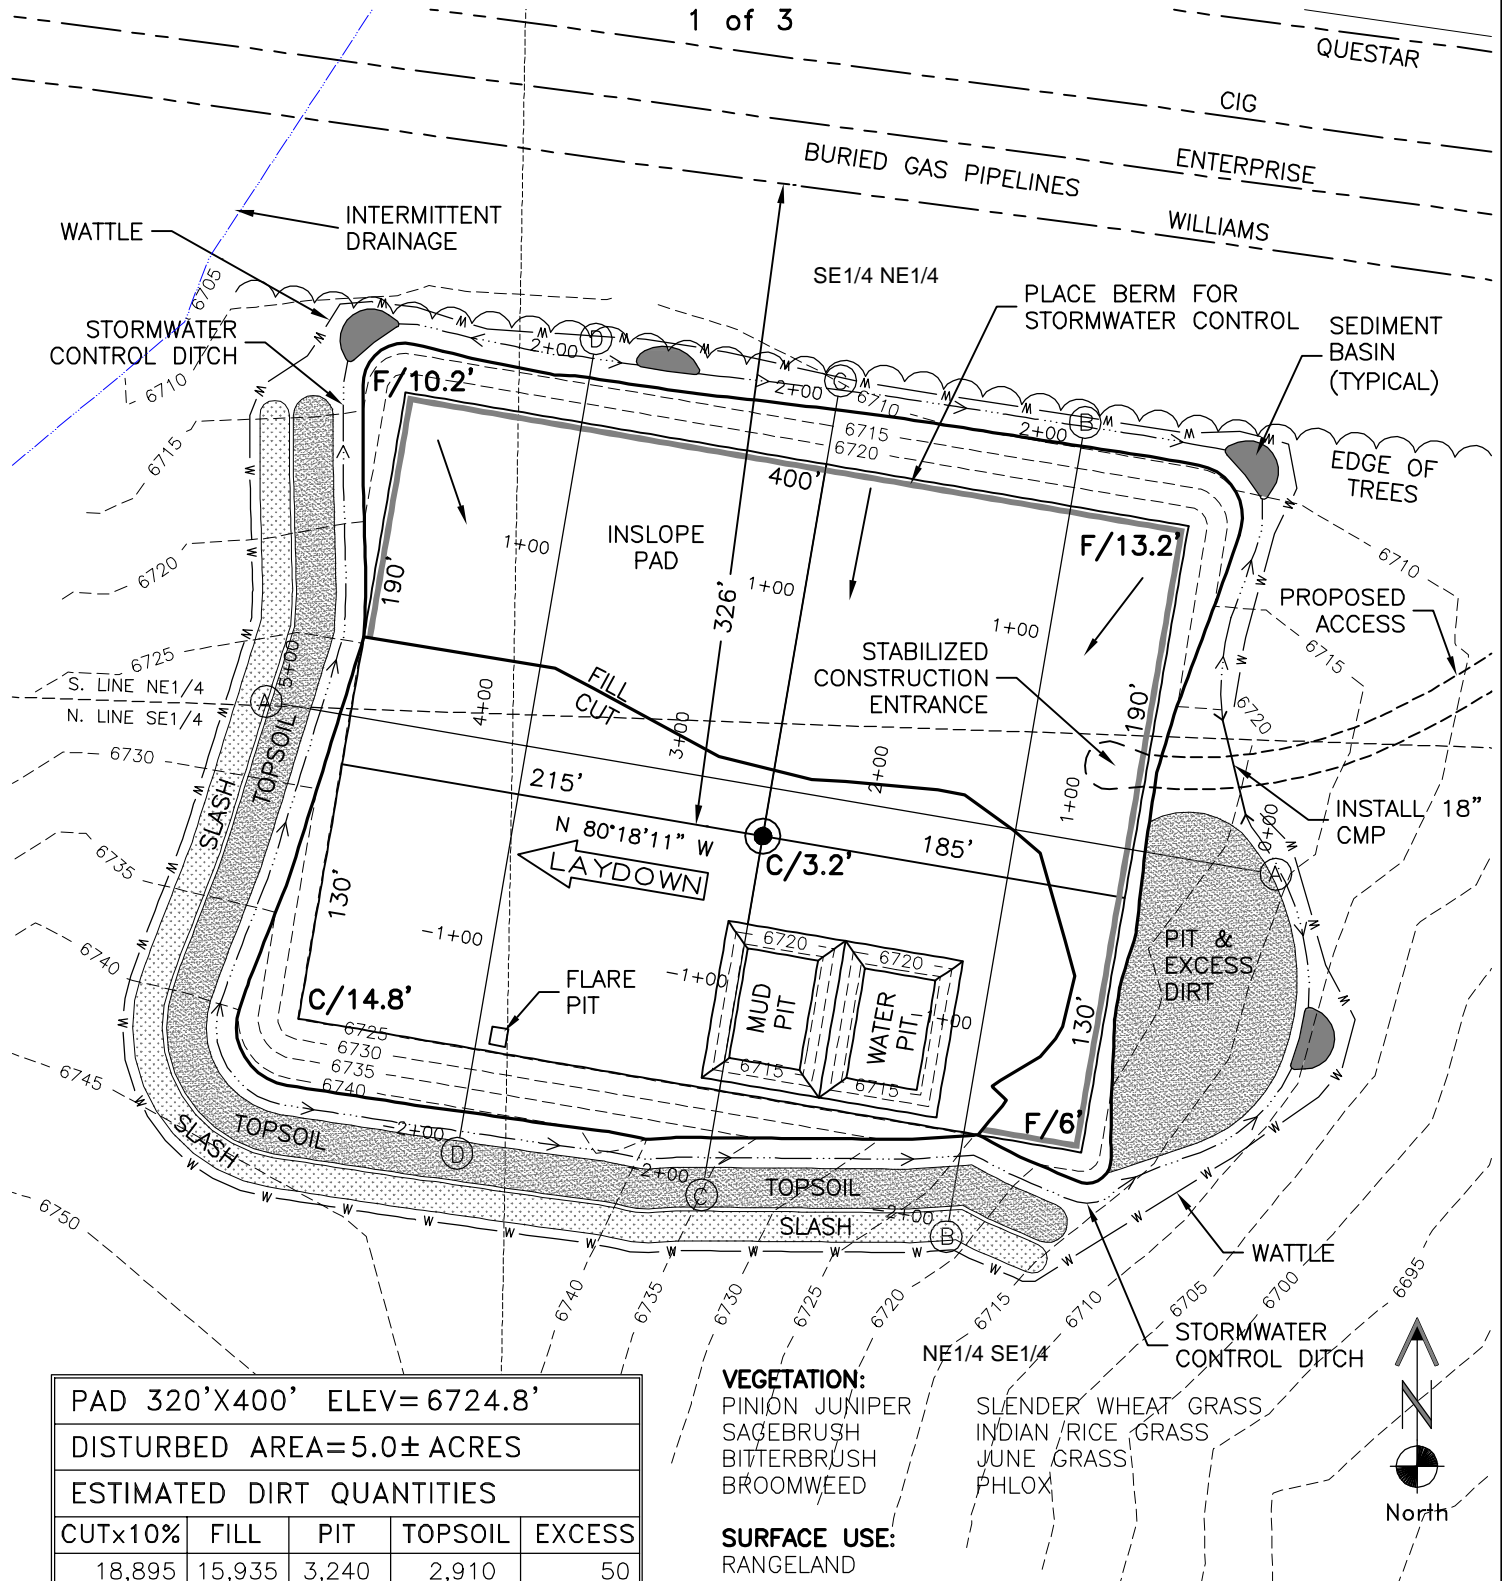 1 of 3
QUESTAR
CIG
BURIED GAS PIPELINES
ENTERPRISE
WILLIAMS
WATTLE
INTERMITTENT
DRAINAGE
SE1/4 NE1/4
6705
STORMWATER
CONTROL DITCH
PLACE BERM FOR
STORMWATER CONTROL
SEDIMENT
BASIN
(TYPICAL)
D
2+00
C
2+00
B
2+00
6710
F/10.2'
6710
6715
6720
400'
EDGE OF
TREES
6715
1+00
INSLOPE
PAD
F/13.2'
6710
6720
190'
1+00
326'
1+00
PROPOSED
ACCESS
STABILIZED
CONSTRUCTION
ENTRANCE
6715
6725
S. LINE NE1/4
N. LINE SE1/4
A
5+00
FILL
CUT
4+00
3+00
2+00
1+00
190'
6720
6730
TOPSOIL
SLASH
215'
N 80°18'11" W
LAYDOWN
C/3.2'
185'
INSTALL 18"
CMP
0+00
A
6735
130'
-1+00
-1+00
-1+00
6740
C/14.8'
FLARE
PIT
6720
6720
MUD
PIT
WATER
PIT
6715
6715
PIT &
EXCESS
DIRT
130'
6725
6730
6735
6740
6745
F/6'
SLASH
TOPSOIL
-2+00
D
-2+00
C
TOPSOIL
SLASH
-2+00
B
6750
WATTLE
6740
6735
6730
6725
6720
6715
6710
6705
6700
6695
STORMWATER
CONTROL DITCH
NE1/4 SE1/4
PAD 320'X400' ELEV=6724.8'
DISTURBED AREA=5.0± ACRES
ESTIMATED DIRT QUANTITIES
CUTx10% FILL PIT TOPSOIL EXCESS
18,895 15,935 3,240 2,910 50
VEGETATION:
PINION JUNIPER SLENDER WHEAT GRASS
SAGEBRUSH INDIAN RICE GRASS
BITTERBRUSH JUNE GRASS
BROOMWEED PHLOX
SURFACE USE:
RANGELAND
N
North